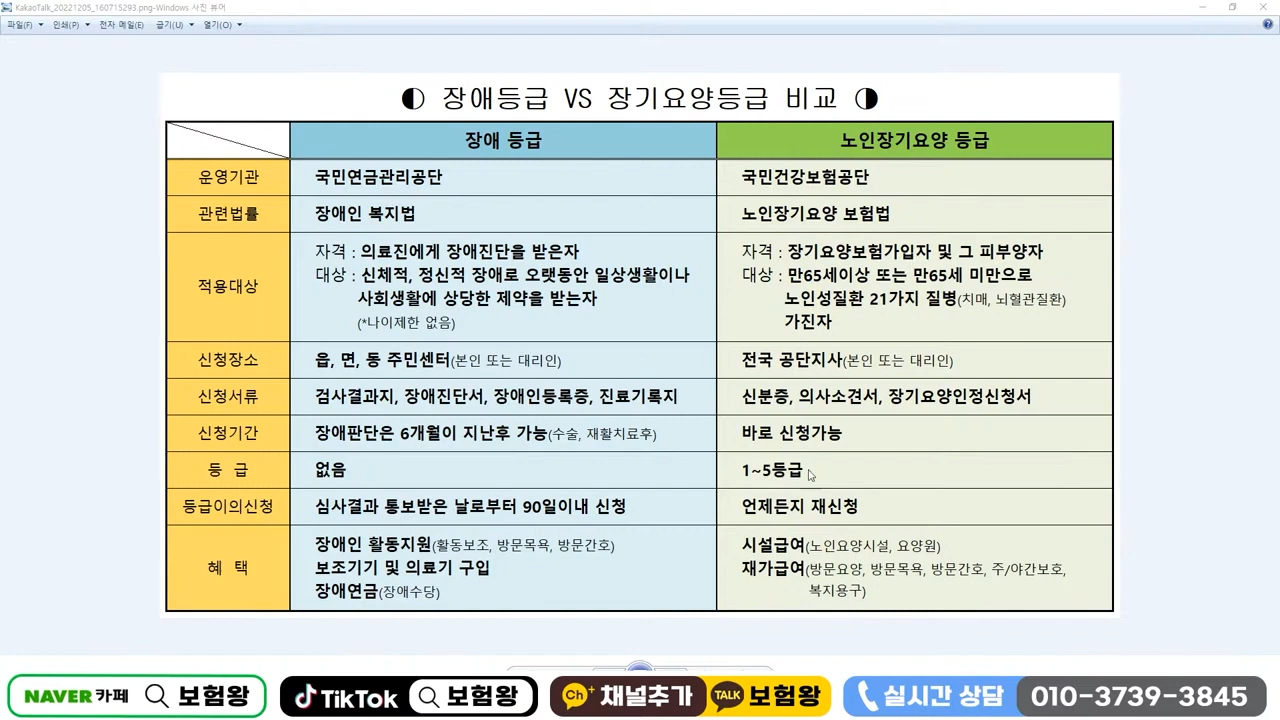 KakaoTalk_20221205_160715293.png-Windows 사진 뷰어
파일(F) 인쇄(P) 전자 메일(E) 굽기(U) 열기(O)
장애등급 VS 장기요양등급 비교
장애 등급 노인장기요양 등급
운영기관 국민연금관리공단 국민건강보험공단
관련법률 장애인 복지법 노인장기요양 보험법
적용대상
자격 : 의료진에게 장애진단을 받은자
대상 : 신체적, 정신적 장애로 오랫동안 일상생활이나
사회생활에 상당한 제약을 받는자
(*나이제한 없음)
자격 : 장기요양보험가입자 및 그 피부양자
대상 : 만65세이상 또는 만65세 미만으로
노인성질환 21가지 질병(치매, 뇌혈관질환)
가진자
신청장소 읍, 면, 동 주민센터(본인 또는 대리인) 전국 공단지사(본인 또는 대리인)
신청서류 검사결과지, 장애진단서, 장애인등록증, 진료기록지 신분증, 의사소견서, 장기요양인정신청서
신청기간 장애판단은 6개월이 지난후 가능(수술, 재활치료후) 바로 신청가능
등 급 없음 1~5등급
등급이의신청 심사결과 통보받은 날로부터 90일이내 신청 언제든지 재신청
혜 택
장애인 활동지원(활동보조, 방문목욕, 방문간호)
보조기기 및 의료기 구입
장애연금(장애수당)
시설급여(노인요양시설, 요양원)
재가급여(방문요양, 방문목욕, 방문간호, 주/야간보호,
복지용구)
NAVER 카페 보험왕 TikTok 보험왕 Ch+ 채널추가 TALK 보험왕 실시간 상담 010-3739-3845